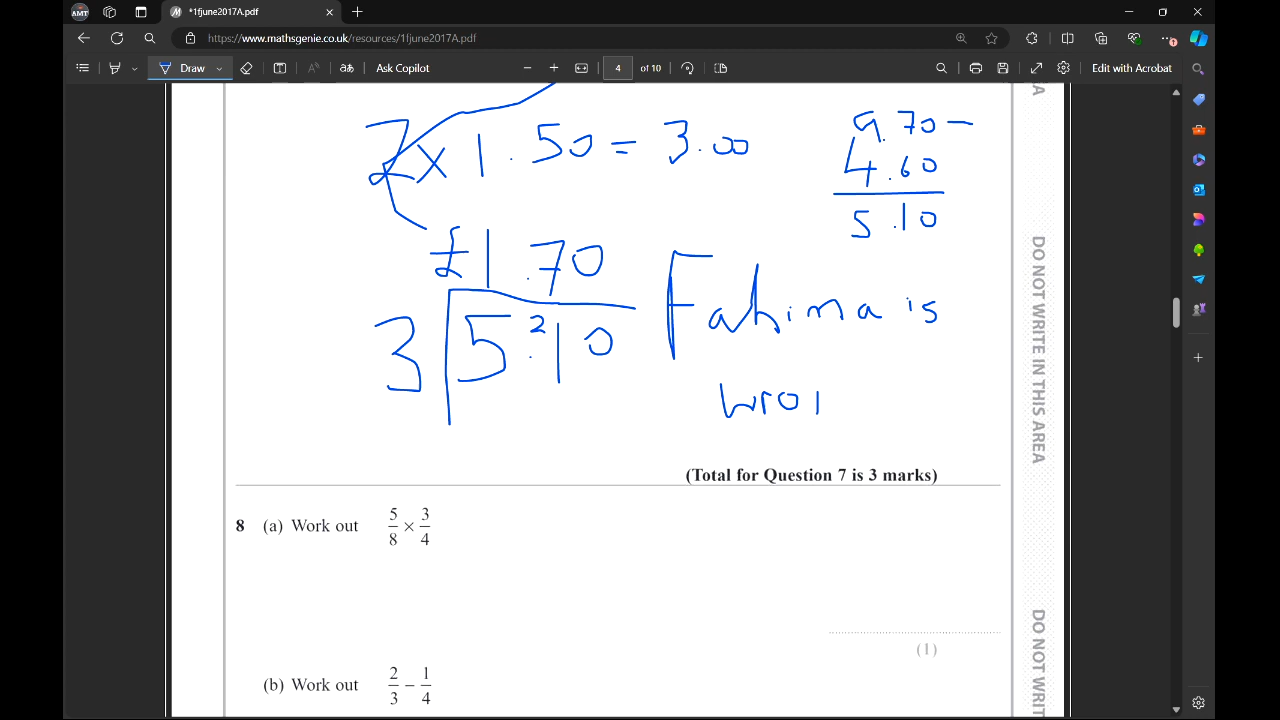 *1fjune2017A.pdf
https://www.mathsgenie.co.uk/resources/1fjune2017A.pdf
Draw
Ask Copilot
4 of 10
Edit with Acrobat
2 × 1.50 = 3.00
9.70 −
4.60
5.10
£1.70
3 5.²10
Fahima is
wro
(Total for Question 7 is 3 marks)
8 (a) Work out 5/8 × 3/4
(1)
(b) Work out 2/3 − 1/4
DO NOT WRITE IN THIS AREA
DO NOT WRIT
EA